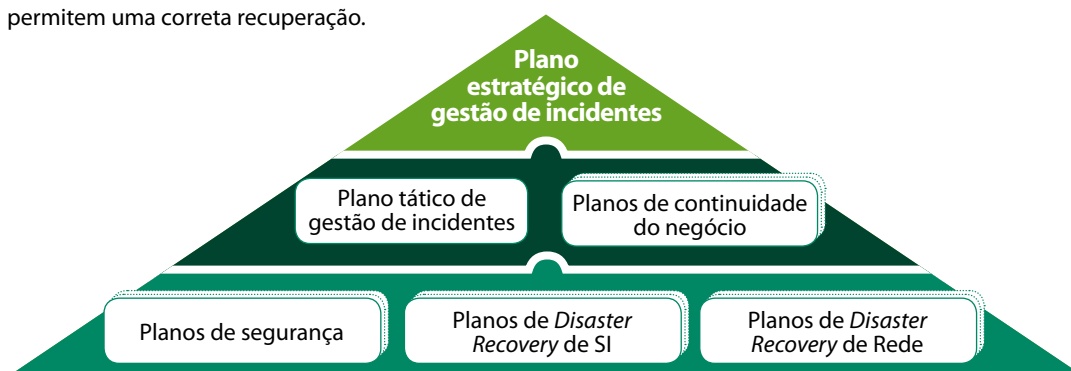 permitem uma correta recuperação.
Plano
estratégico de
gestão de incidentes
Plano tático de
gestão de incidentes
Planos de continuidade
do negócio
Planos de segurança
Planos de Disaster
Recovery de SI
Planos de Disaster
Recovery de Rede